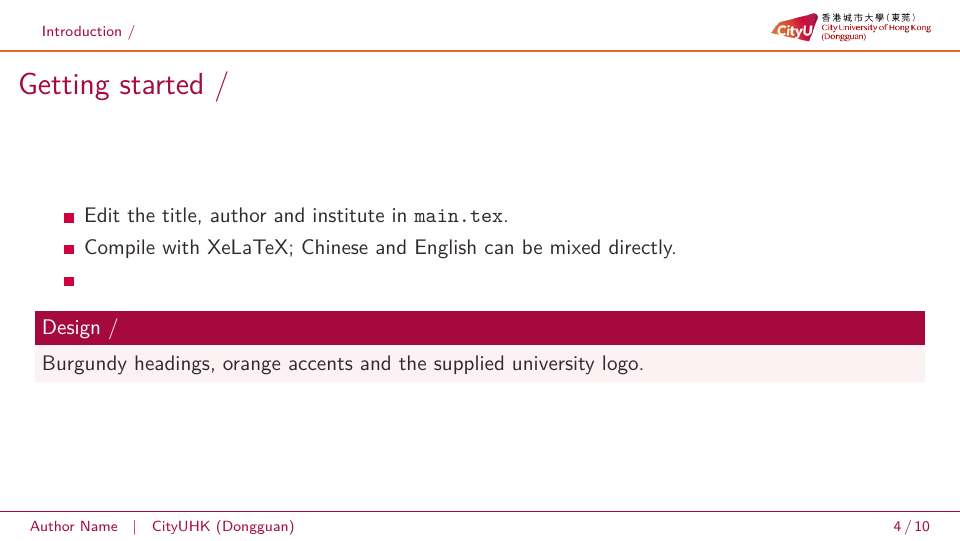 Introduction /
香港城市大學(東莞)
CityU
City University of Hong Kong
(Dongguan)
Getting started /
Edit the title, author and institute in main.tex.
Compile with XeLaTeX; Chinese and English can be mixed directly.
Design /
Burgundy headings, orange accents and the supplied university logo.
Author Name | CityUHK (Dongguan)
4 / 10